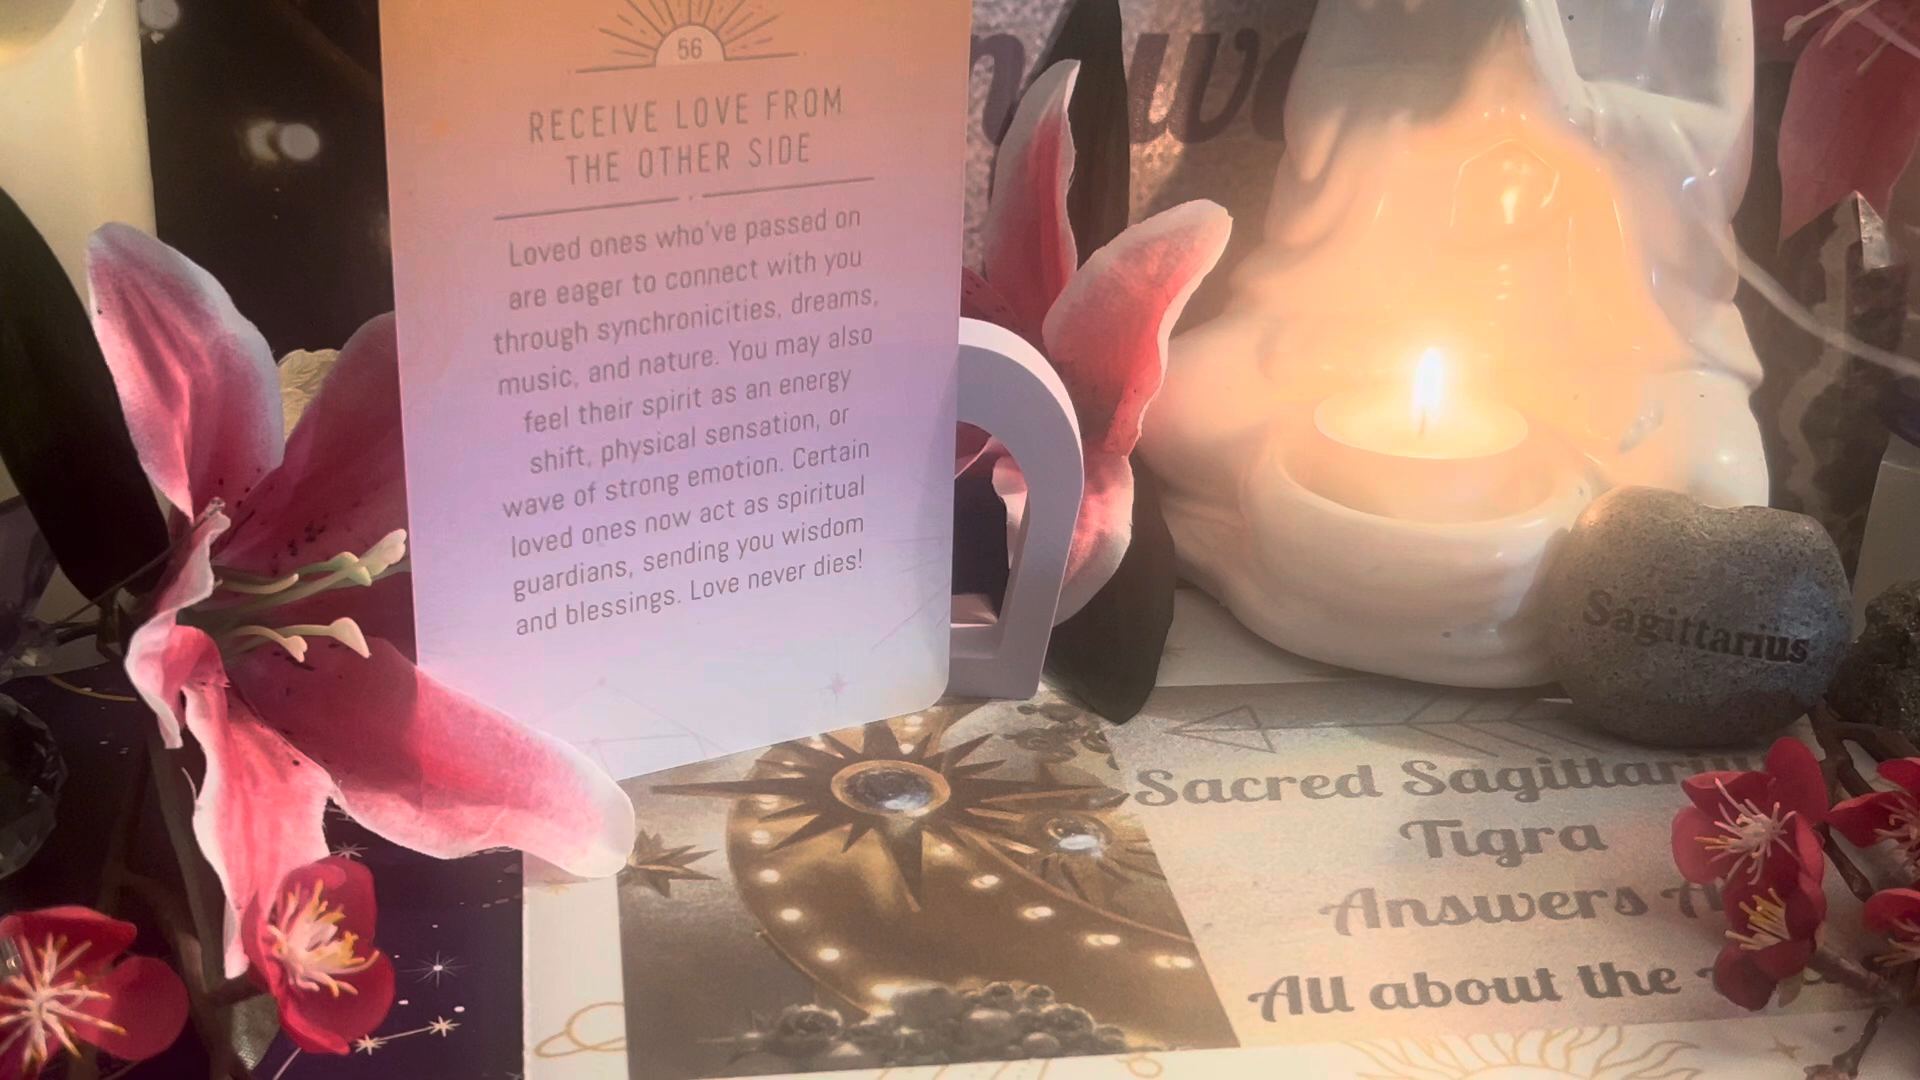 56
RECEIVE LOVE FROM
THE OTHER SIDE
Loved ones who've passed on
are eager to connect with you
through synchronicities, dreams,
music, and nature. You may also
feel their spirit as an energy
shift, physical sensation, or
wave of strong emotion. Certain
loved ones now act as spiritual
guardians, sending you wisdom
and blessings. Love never dies!
Sagittarius
Sacred Sagittarius
Tigra
Answers
All about the